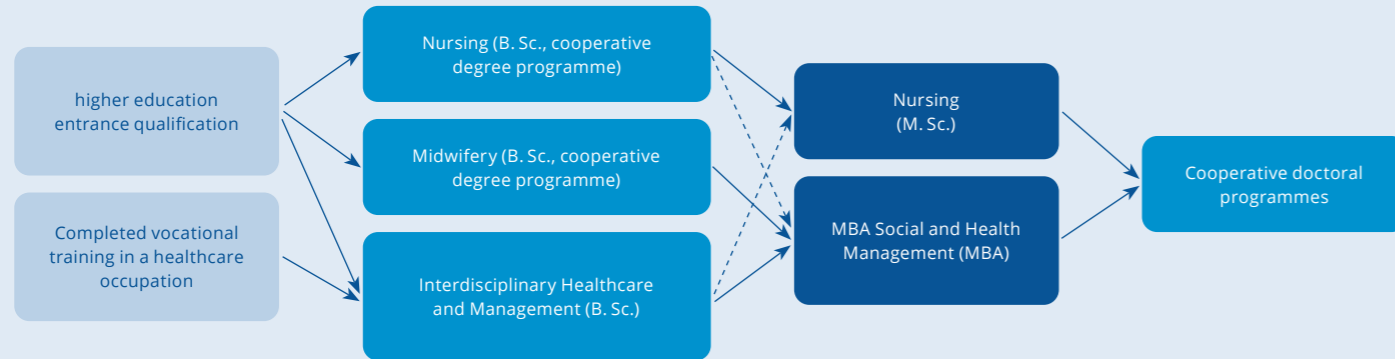 higher education
entrance qualification
Completed vocational
training in a healthcare
occupation
Nursing (B. Sc., cooperative
degree programme)
Midwifery (B. Sc., cooperative
degree programme)
Interdisciplinary Healthcare
and Management (B. Sc.)
Nursing
(M. Sc.)
MBA Social and Health
Management (MBA)
Cooperative doctoral
programmes